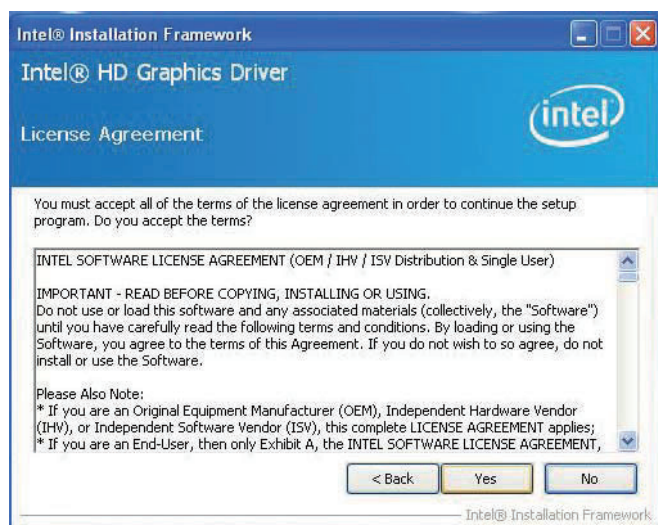 Intel® Installation Framework
Intel® HD Graphics Driver
intel
License Agreement
You must accept all of the terms of the license agreement in order to continue the setup
program. Do you accept the terms?
INTEL SOFTWARE LICENSE AGREEMENT (OEM / IHV / ISV Distribution & Single User)
IMPORTANT - READ BEFORE COPYING, INSTALLING OR USING.
Do not use or load this software and any associated materials (collectively, the "Software")
until you have carefully read the following terms and conditions. By loading or using the
Software, you agree to the terms of this Agreement. If you do not wish to so agree, do not
install or use the Software.
Please Also Note:
* If you are an Original Equipment Manufacturer (OEM), Independent Hardware Vendor
(IHV), or Independent Software Vendor (ISV), this complete LICENSE AGREEMENT applies;
* If you are an End-User, then only Exhibit A, the INTEL SOFTWARE LICENSE AGREEMENT,
< Back Yes No
Intel® Installation Framework